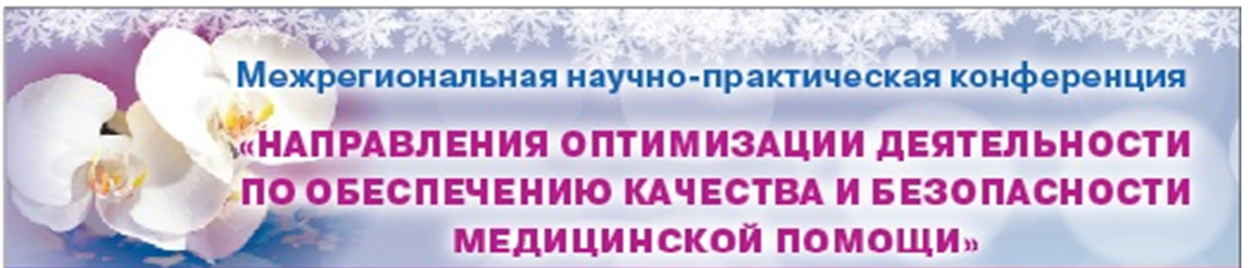 Межрегиональная научно-практическая конференция
«НАПРАВЛЕНИЯ ОПТИМИЗАЦИИ ДЕЯТЕЛЬНОСТИ
ПО ОБЕСПЕЧЕНИЮ КАЧЕСТВА И БЕЗОПАСНОСТИ
МЕДИЦИНСКОЙ ПОМОЩИ»